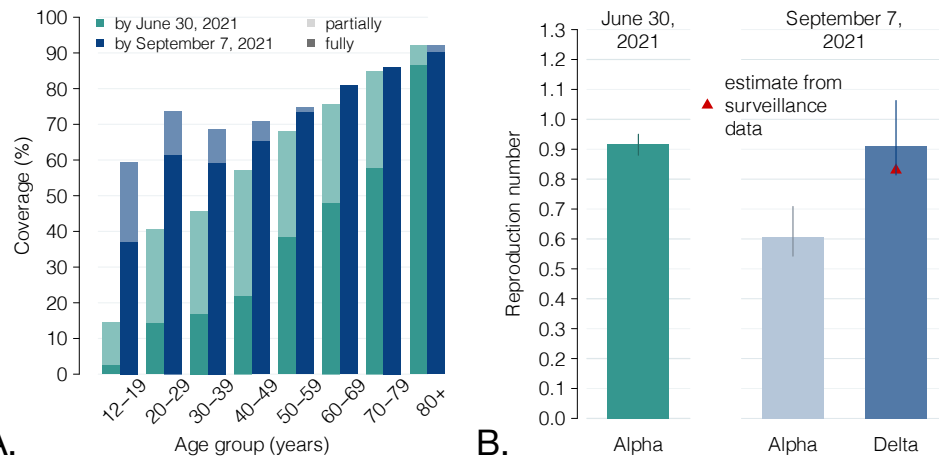 by June 30, 2021
by September 7, 2021
partially
fully
100
90
80
70
60
50
40
30
20
10
0
Coverage (%)
12–19
20–29
30–39
40–49
50–59
60–69
70–79
80+
Age group (years)
A.
June 30,
2021
September 7,
2021
1.3
1.2
1.1
1.0
0.9
0.8
0.7
0.6
0.5
0.4
0.3
0.2
0.1
0.0
Reproduction number
estimate from
surveillance
data
Alpha
Alpha
Delta
B.